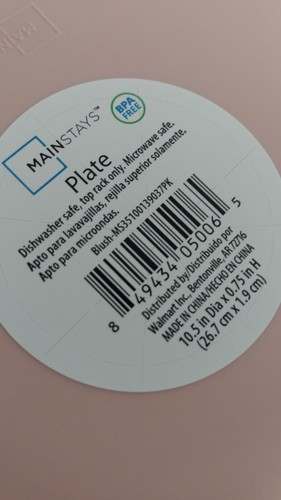 MAINSTAYS™
BPA
FREE
Plate
Dishwasher safe, top rack only. Microwave safe.
Apto para lavavajillas, rejilla superior solamente.
Apto para microondas.
Blush-MS35100139037PK
8 49434 05006 5
Distributed by/Distribuido por
Walmart Inc., Bentonville, AR 72716
MADE IN CHINA/HECHO EN CHINA
10.5 in Dia x 0.75 in H
(26.7 cm x 1.9 cm)